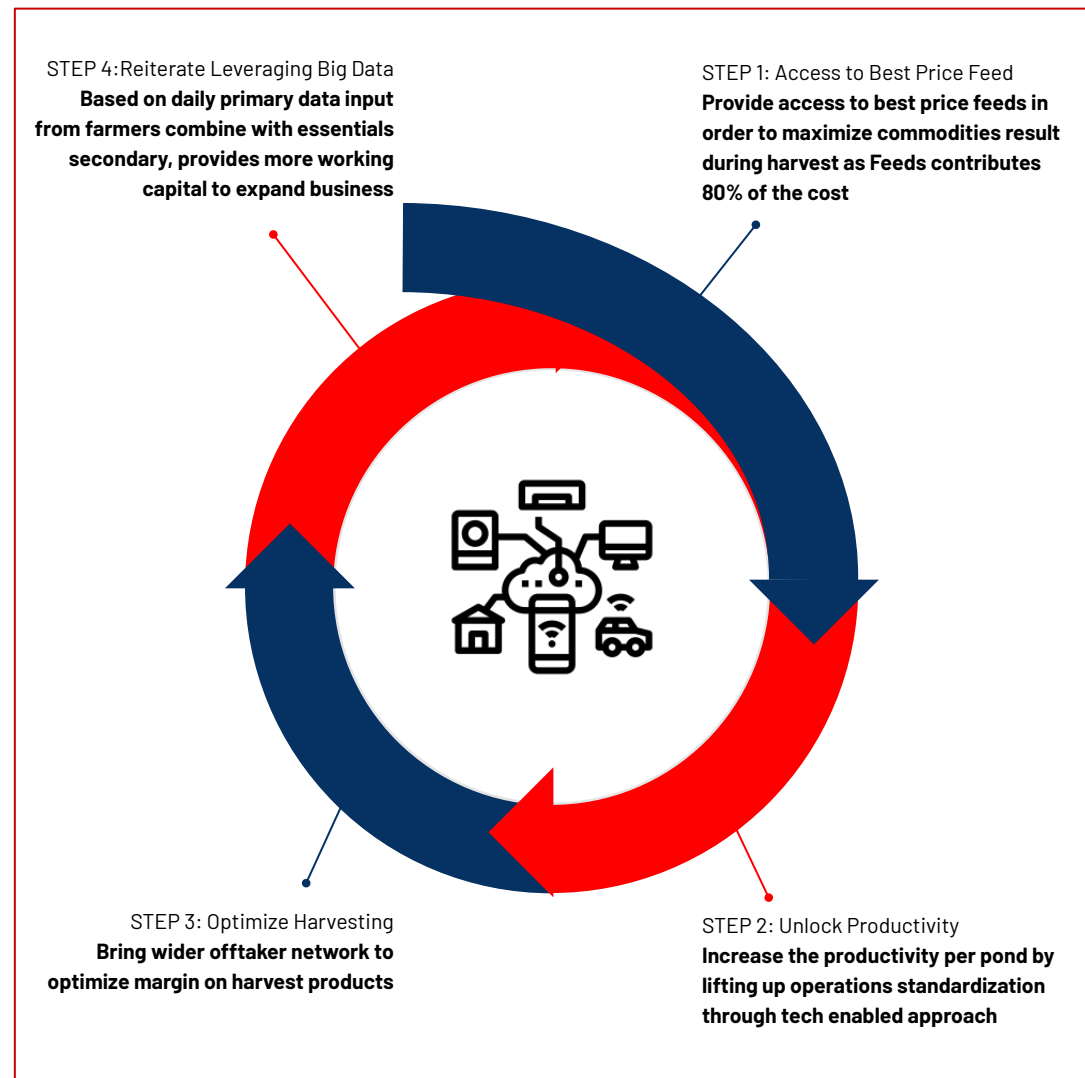 STEP 4:Reiterate Leveraging Big Data
Based on daily primary data input
from farmers combine with essentials
secondary, provides more working
capital to expand business
STEP 1: Access to Best Price Feed
Provide access to best price feeds in
order to maximize commodities result
during harvest as Feeds contributes
80% of the cost
STEP 3: Optimize Harvesting
Bring wider offtaker network to
optimize margin on harvest products
STEP 2: Unlock Productivity
Increase the productivity per pond by
lifting up operations standardization
through tech enabled approach